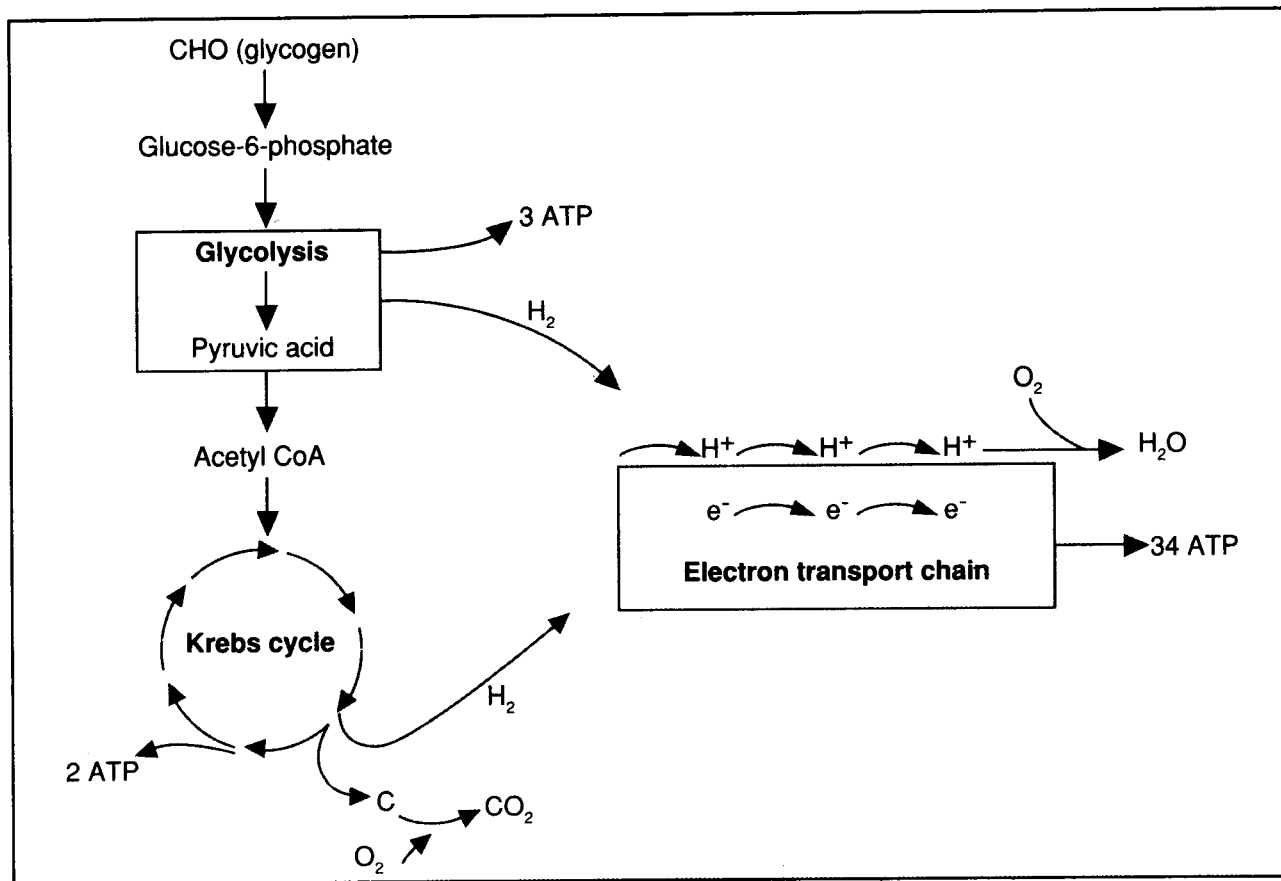 CHO (glycogen)
Glucose-6-phosphate
3 ATP
Glycolysis
H₂
Pyruvic acid
O₂
H⁺ H⁺ H⁺ H₂O
Acetyl CoA
e⁻ e⁻ e⁻
34 ATP
Electron transport chain
Krebs cycle
H₂
2 ATP
C CO₂
O₂